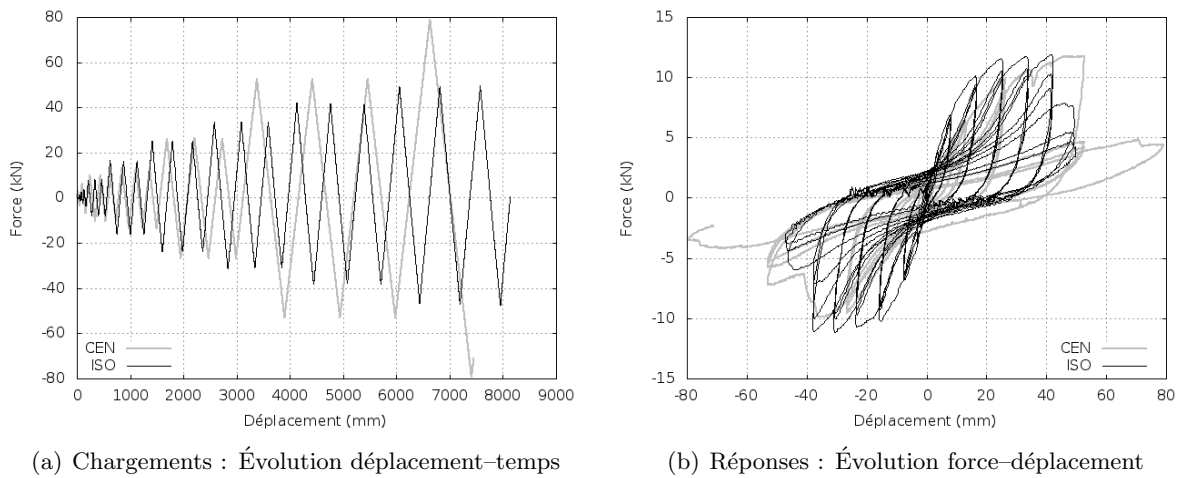 80
60
40
20
0
-20
-40
-60
-80
Force (kN)
CEN
ISO
0 1000 2000 3000 4000 5000 6000 7000 8000 9000
Déplacement (mm)
(a) Chargements : Évolution déplacement–temps
15
10
5
0
-5
-10
-15
Force (kN)
CEN
ISO
-80 -60 -40 -20 0 20 40 60 80
Déplacement (mm)
(b) Réponses : Évolution force–déplacement